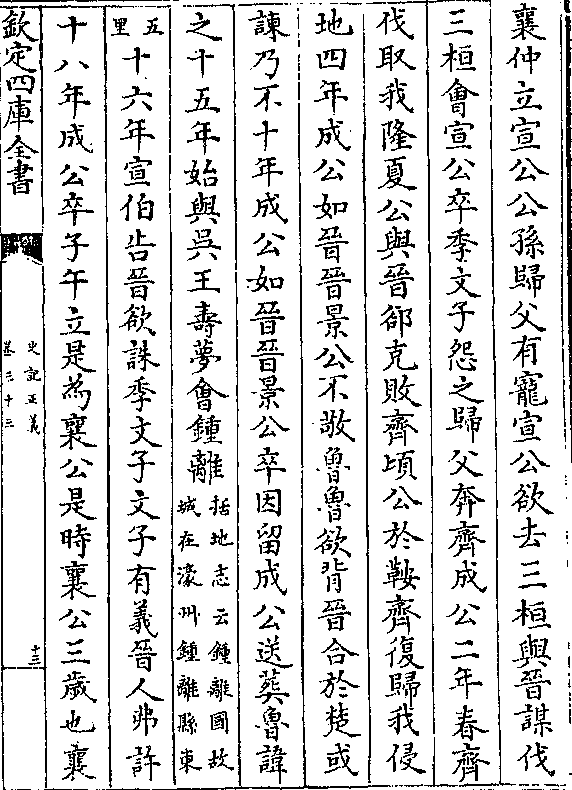 襄仲立宣公公孫歸父有寵宣公欲去三桓與晉謀伐
三桓會宣公卒季文子怨之歸父奔齊成公二年春齊
伐取我隆夏公與晉郤克敗齊頃公於鞍齊復歸我侵
地四年成公如晉晉景公不敬魯魯欲背晉合於楚或
諫乃不十年成公如晉晉景公卒因留成公送葬魯諱
之十五年始與吳王壽夢會鍾離括地志云鍾離國故城在濠州鍾離縣東
五里十六年宣伯告晉欲誅季文子文子有義晉人弗許
十八年成公卒子午立是為襄公是時襄公三歲也襄
欽定四庫全書
史記正義
卷三十三
十三